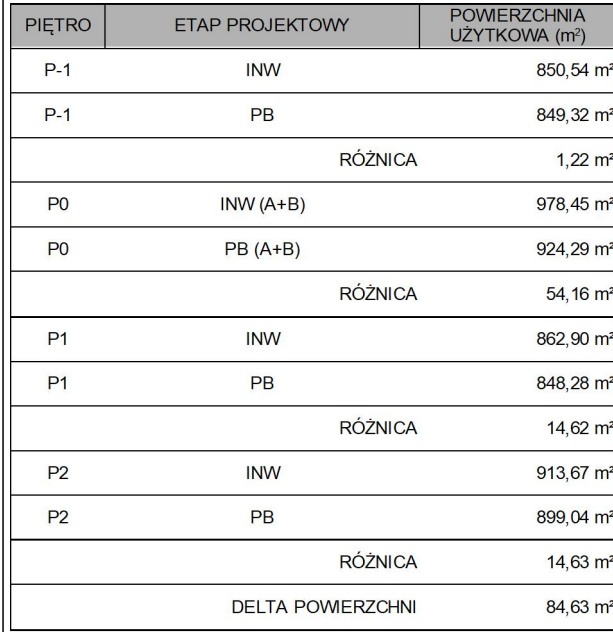 PIĘTRO ETAP PROJEKTOWY POWIERZCHNIA UŻYTKOWA (m²)
P-1 INW 850,54 m²
P-1 PB 849,32 m²
RÓŻNICA 1,22 m²
P0 INW (A+B) 978,45 m²
P0 PB (A+B) 924,29 m²
RÓŻNICA 54,16 m²
P1 INW 862,90 m²
P1 PB 848,28 m²
RÓŻNICA 14,62 m²
P2 INW 913,67 m²
P2 PB 899,04 m²
RÓŻNICA 14,63 m²
DELTA POWIERZCHNI 84,63 m²